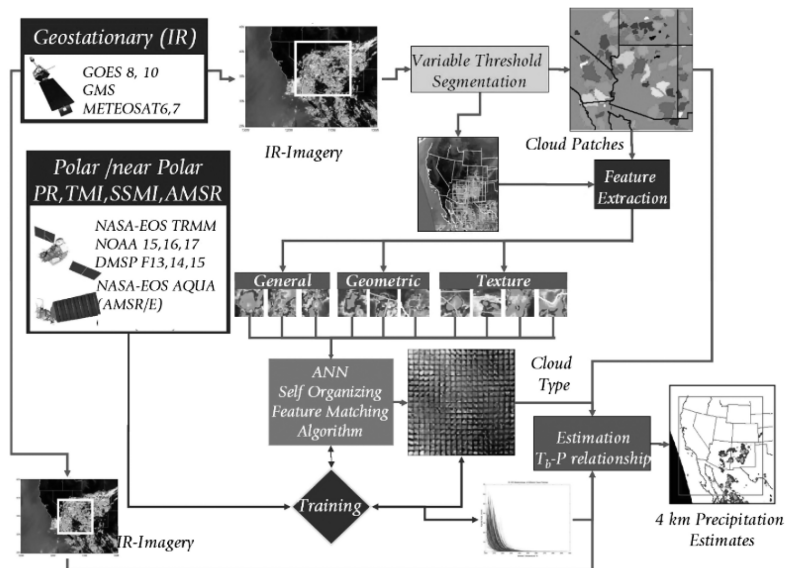 Geostationary (IR)
GOES 8, 10
GMS
METEOSAT6,7
IR-Imagery
Variable Threshold
Segmentation
Cloud Patches
Feature
Extraction
Polar /near Polar
PR,TMI,SSMI,AMSR
NASA-EOS TRMM
NOAA 15,16,17
DMSP F13,14,15
NASA-EOS AQUA
(AMSR/E)
General
Geometric
Texture
ANN
Self Organizing
Feature Matching
Algorithm
Cloud
Type
Estimation
Tb-P relationship
Training
IR-Imagery
4 km Precipitation
Estimates